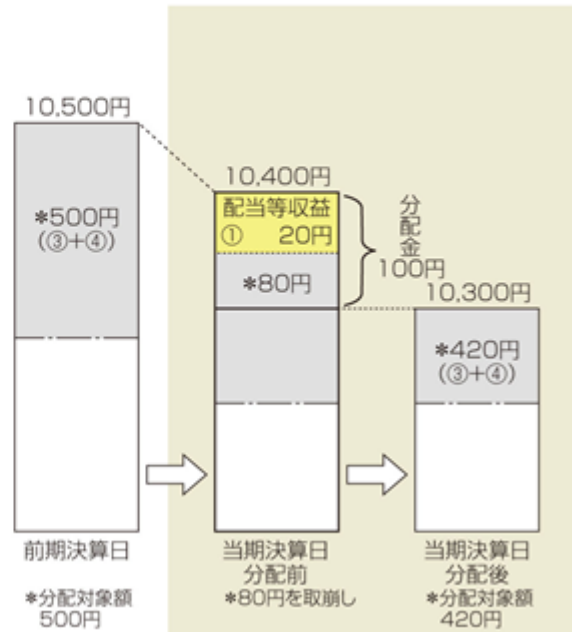 10,500円
*500円
(③+④)
10,400円
配当等収益
① 20円
*80円
分配金
100円
10,300円
*420円
(③+④)
前期決算日
*分配対象額
500円
当期決算日
分配前
*80円を取崩し
当期決算日
分配後
*分配対象額
420円